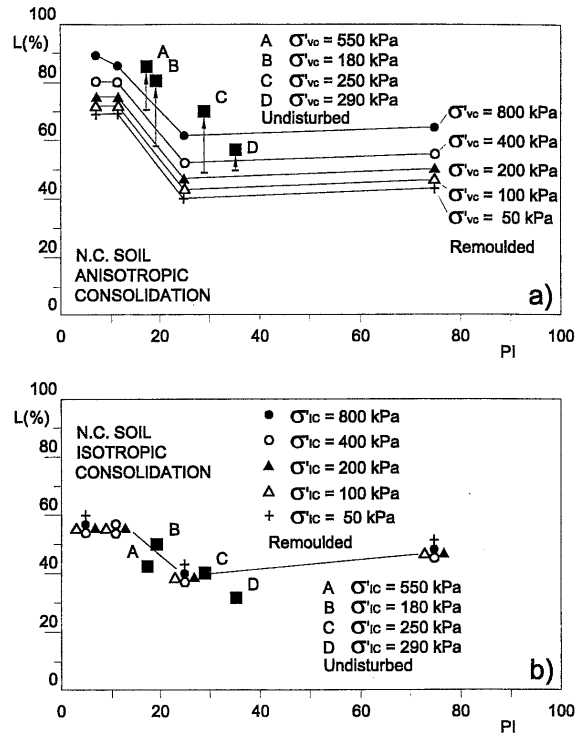 L(%)
100
80
60
40
20
0
A
B
C
D
A σ'vc = 550 kPa
B σ'vc = 180 kPa
C σ'vc = 250 kPa
D σ'vc = 290 kPa
Undisturbed
σ'vc = 800 kPa
σ'vc = 400 kPa
σ'vc = 200 kPa
σ'vc = 100 kPa
σ'vc = 50 kPa
Remoulded
N.C. SOIL
ANISOTROPIC
CONSOLIDATION
a)
0 20 40 60 80 100
PI
L(%)
100
80
60
40
20
0
N.C. SOIL
ISOTROPIC
CONSOLIDATION
σ'IC = 800 kPa
σ'IC = 400 kPa
σ'IC = 200 kPa
σ'IC = 100 kPa
σ'IC = 50 kPa
Remoulded
A
B
C
D
A σ'IC = 550 kPa
B σ'IC = 180 kPa
C σ'IC = 250 kPa
D σ'IC = 290 kPa
Undisturbed
b)
0 20 40 60 80 100
PI